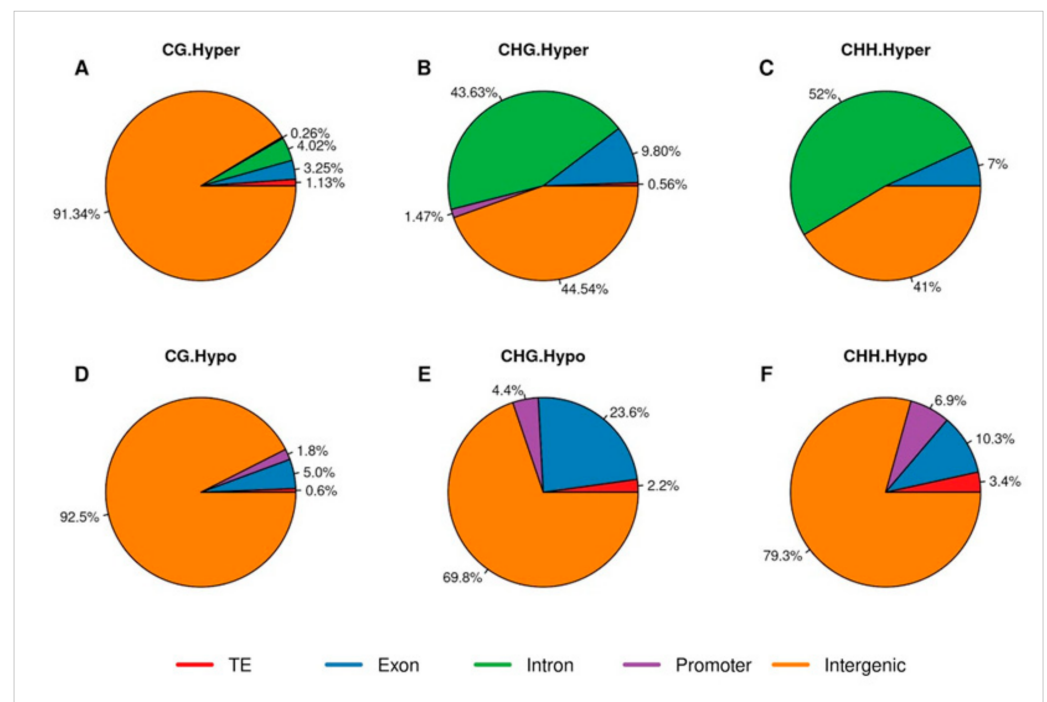 CG.Hyper
A
0.26%
4.02%
3.25%
1.13%
91.34%
CHG.Hyper
B
43.63%
9.80%
0.56%
1.47%
44.54%
CHH.Hyper
C
52%
7%
41%
CG.Hypo
D
1.8%
5.0%
0.6%
92.5%
CHG.Hypo
E
4.4%
23.6%
2.2%
69.8%
CHH.Hypo
F
6.9%
10.3%
3.4%
79.3%
TE
Exon
Intron
Promoter
Intergenic